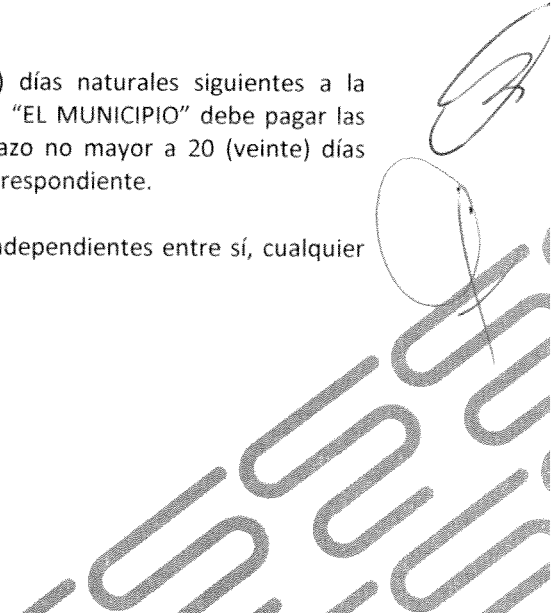 ) días naturales siguientes a la
"EL MUNICIPIO" debe pagar las
azo no mayor a 20 (veinte) días
respondiente.
dependientes entre sí, cualquier